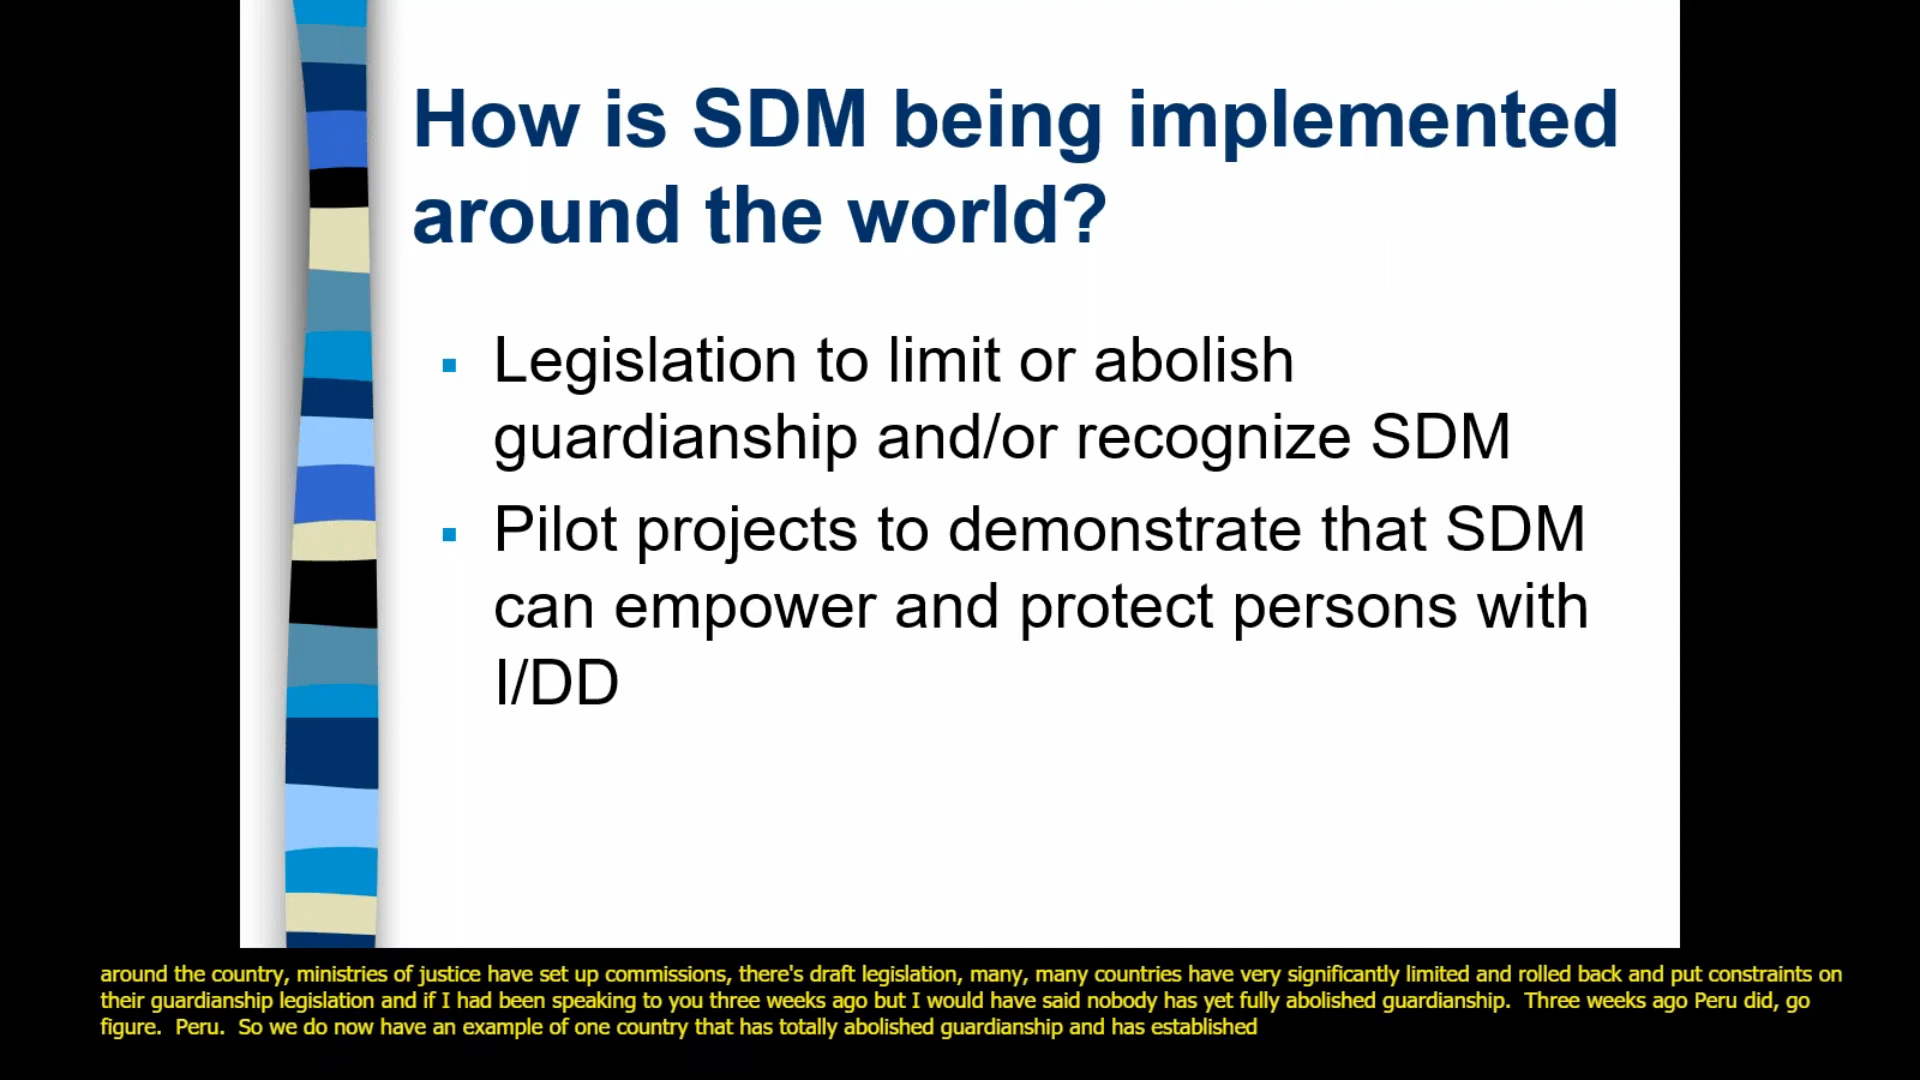 How is SDM being implemented
around the world?
▪ Legislation to limit or abolish
guardianship and/or recognize SDM
▪ Pilot projects to demonstrate that SDM
can empower and protect persons with
I/DD
around the country, ministries of justice have set up commissions, there's draft legislation, many, many countries have very significantly limited and rolled back and put constraints on
their guardianship legislation and if I had been speaking to you three weeks ago but I would have said nobody has yet fully abolished guardianship.  Three weeks ago Peru did, go
figure.  Peru.  So we do now have an example of one country that has totally abolished guardianship and has established